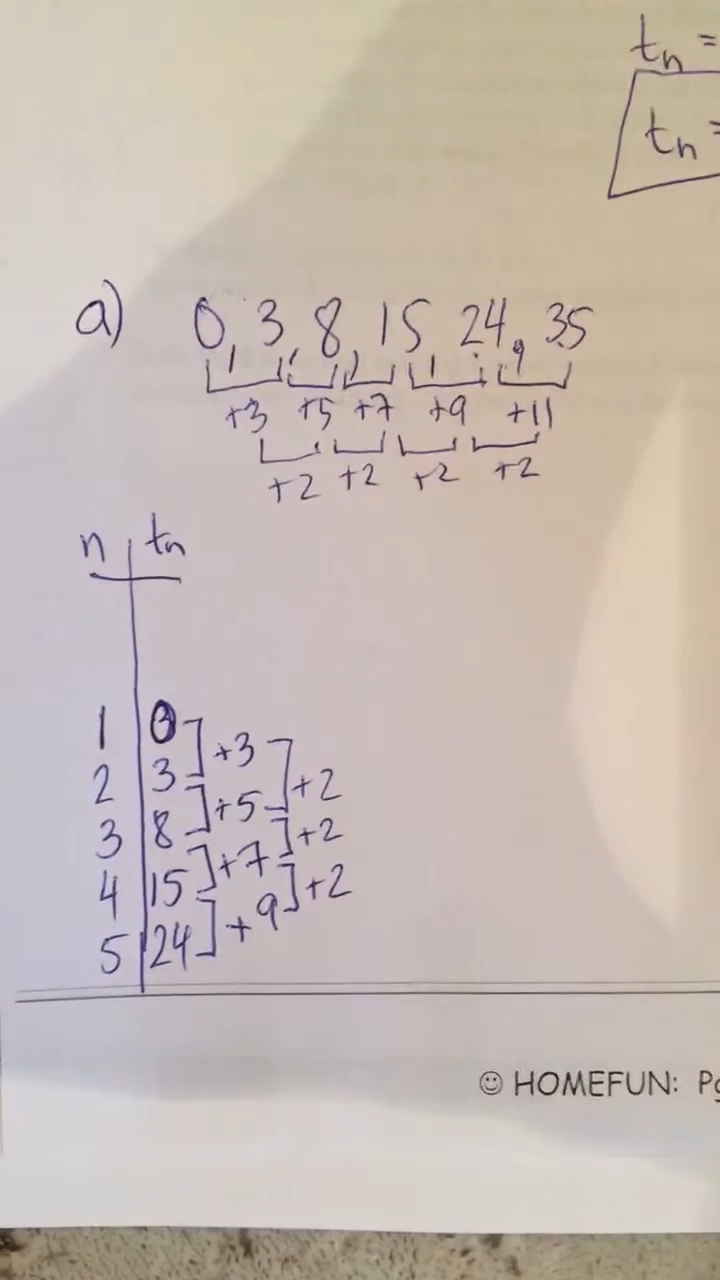 tn =
tn =
a) 0, 3, 8, 15, 24, 35
+3 +5 +7 +9 +11
+2 +2 +2 +2
n tn
1 0
+3
2 3
+2
+5
3 8
+2
+7
4 15
+2
+9
5 24
☺ HOMEFUN: